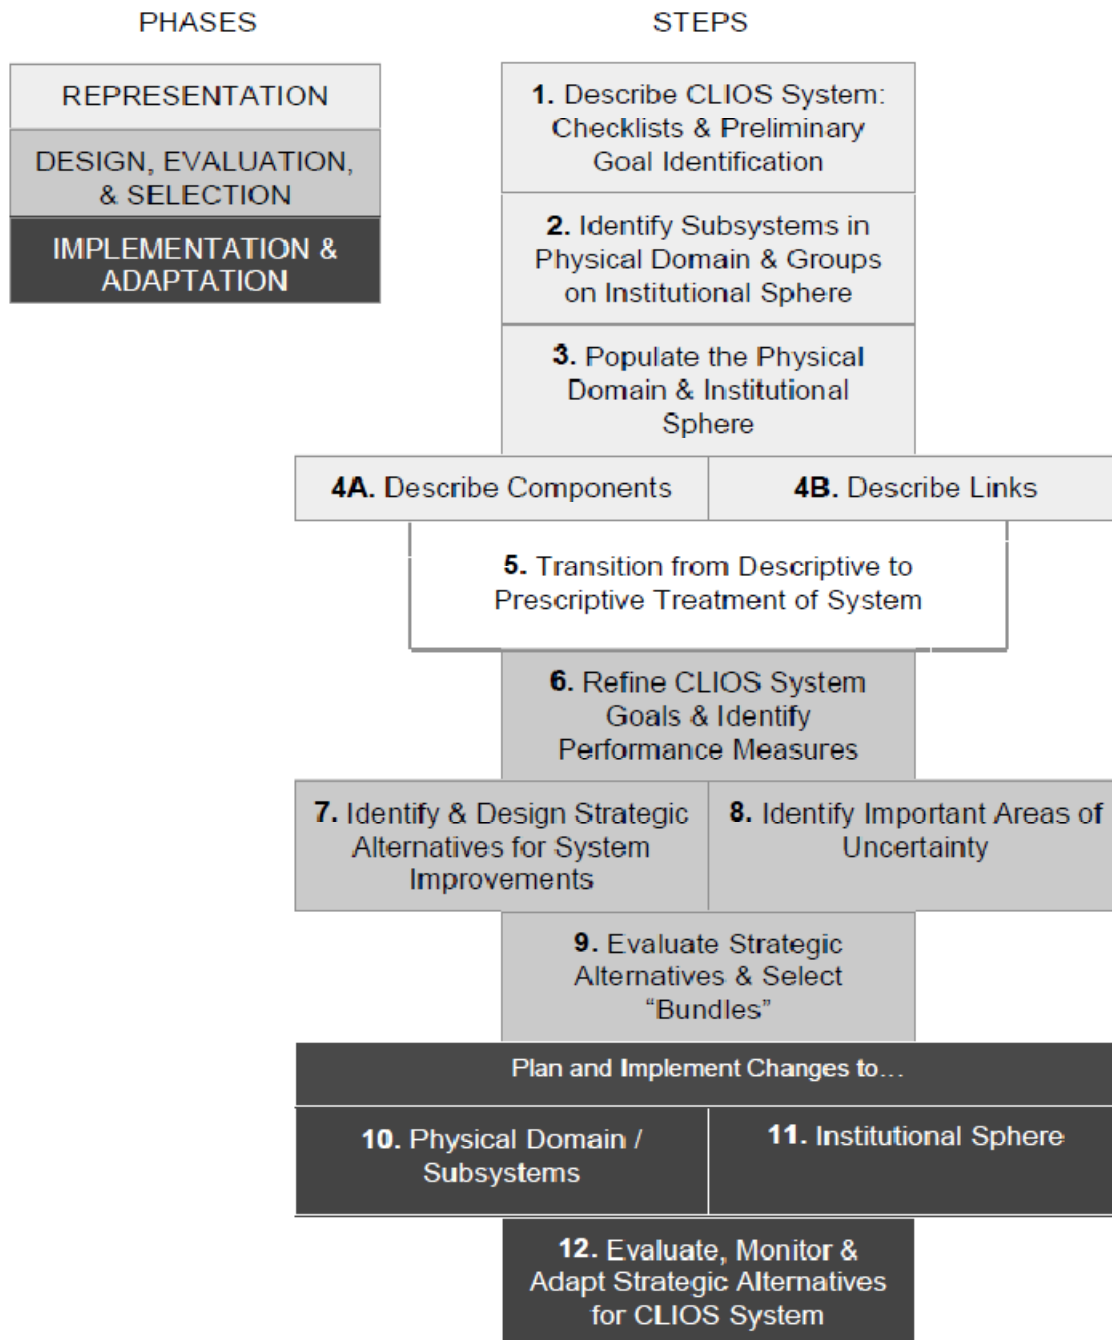 PHASES
STEPS
REPRESENTATION
DESIGN, EVALUATION,
& SELECTION
IMPLEMENTATION &
ADAPTATION
1. Describe CLIOS System:
Checklists & Preliminary
Goal Identification
2. Identify Subsystems in
Physical Domain & Groups
on Institutional Sphere
3. Populate the Physical
Domain & Institutional
Sphere
4A. Describe Components
4B. Describe Links
5. Transition from Descriptive to
Prescriptive Treatment of System
6. Refine CLIOS System
Goals & Identify
Performance Measures
7. Identify & Design Strategic
Alternatives for System
Improvements
8. Identify Important Areas of
Uncertainty
9. Evaluate Strategic
Alternatives & Select
“Bundles”
Plan and Implement Changes to…
10. Physical Domain /
Subsystems
11. Institutional Sphere
12. Evaluate, Monitor &
Adapt Strategic Alternatives
for CLIOS System